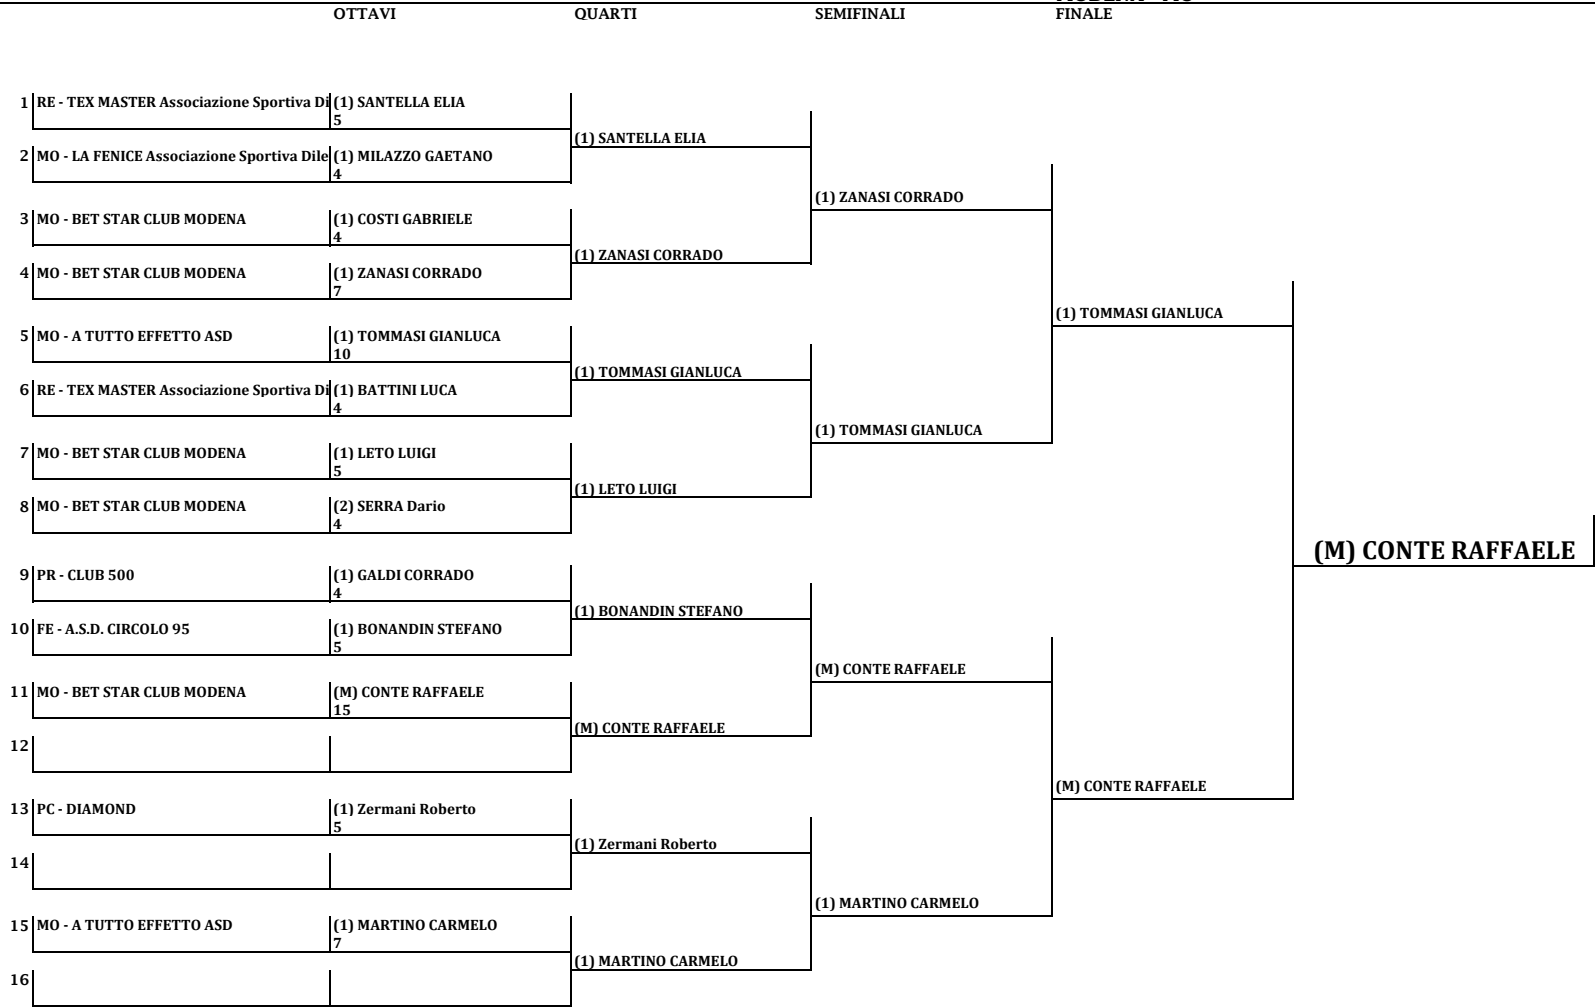 OTTAVI QUARTI SEMIFINALI FINALE
1 RE - TEX MASTER Associazione Sportiva Di (1) SANTELLA ELIA
5
(1) SANTELLA ELIA
2 MO - LA FENICE Associazione Sportiva Dile (1) MILAZZO GAETANO
4
(1) ZANASI CORRADO
3 MO - BET STAR CLUB MODENA (1) COSTI GABRIELE
4
(1) ZANASI CORRADO
4 MO - BET STAR CLUB MODENA (1) ZANASI CORRADO
7
(1) TOMMASI GIANLUCA
5 MO - A TUTTO EFFETTO ASD (1) TOMMASI GIANLUCA
10
(1) TOMMASI GIANLUCA
6 RE - TEX MASTER Associazione Sportiva Di (1) BATTINI LUCA
4
(1) TOMMASI GIANLUCA
7 MO - BET STAR CLUB MODENA (1) LETO LUIGI
5
(1) LETO LUIGI
8 MO - BET STAR CLUB MODENA (2) SERRA Dario
4
(M) CONTE RAFFAELE
9 PR - CLUB 500 (1) GALDI CORRADO
4
(1) BONANDIN STEFANO
10 FE - A.S.D. CIRCOLO 95 (1) BONANDIN STEFANO
5
(M) CONTE RAFFAELE
11 MO - BET STAR CLUB MODENA (M) CONTE RAFFAELE
15
(M) CONTE RAFFAELE
12
(M) CONTE RAFFAELE
13 PC - DIAMOND (1) Zermani Roberto
5
(1) Zermani Roberto
14
(1) MARTINO CARMELO
15 MO - A TUTTO EFFETTO ASD (1) MARTINO CARMELO
7
(1) MARTINO CARMELO
16